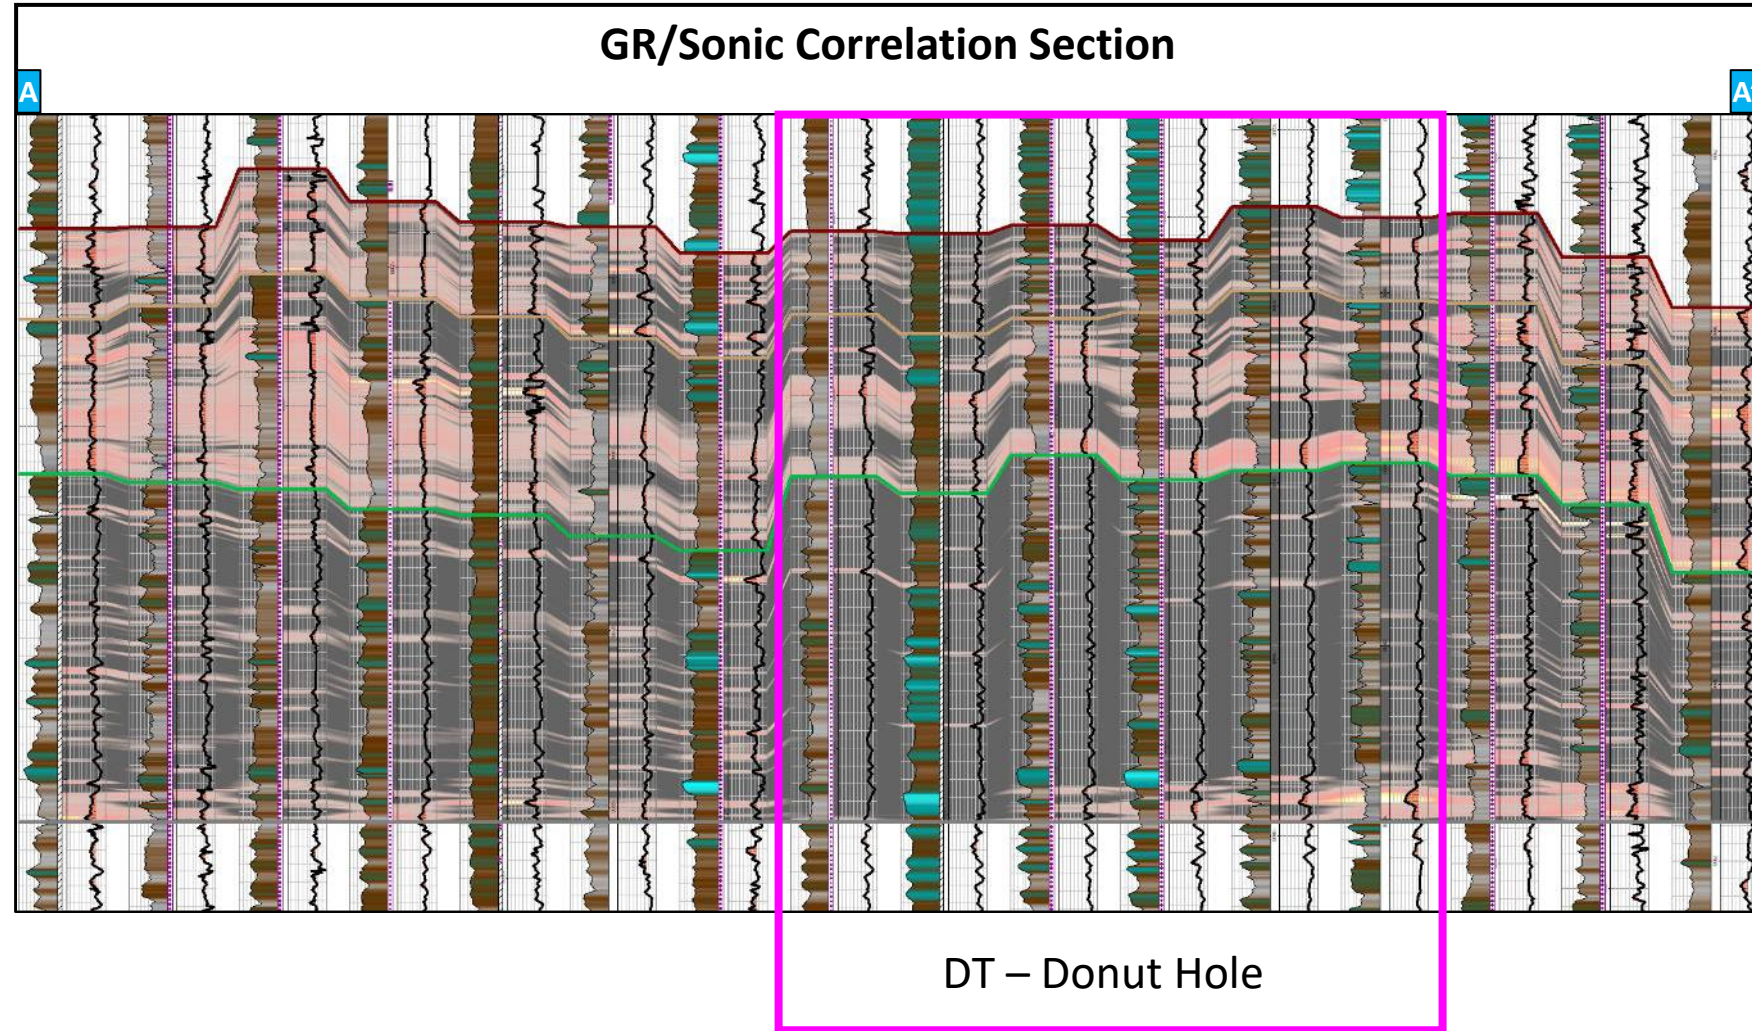 GR/Sonic Correlation Section
A
A'
DT – Donut Hole